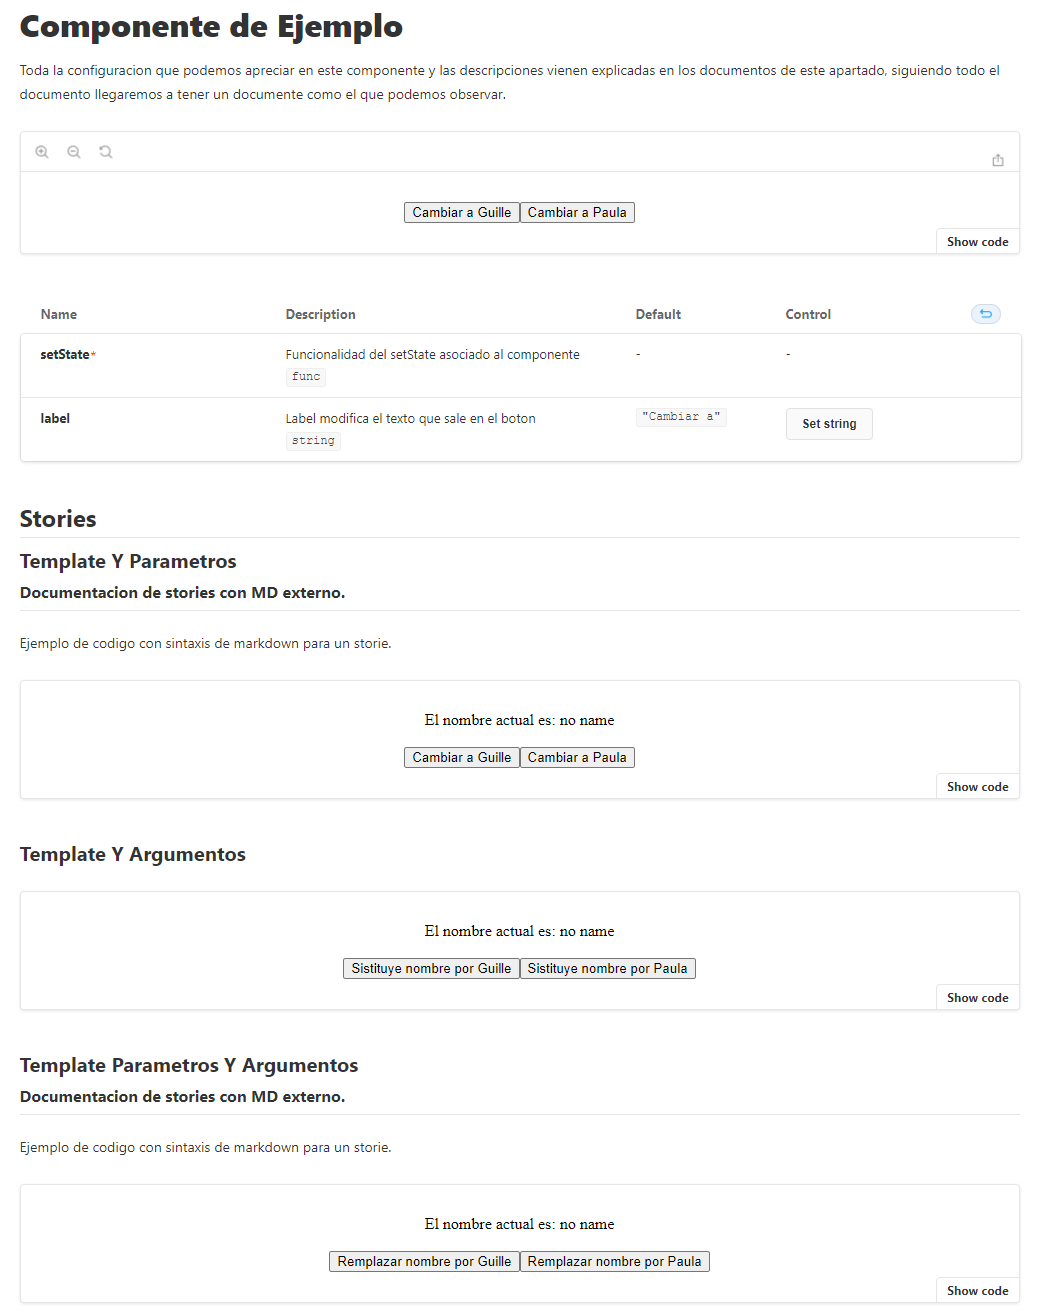 Componente de Ejemplo
Toda la configuracion que podemos apreciar en este componente y las descripciones vienen explicadas en los documentos de este apartado, siguiendo todo el
documento llegaremos a tener un documente como el que podemos observar.
Cambiar a Guille Cambiar a Paula
Show code
Name Description Default Control
setState* Funcionalidad del setState asociado al componente - -
func
label Label modifica el texto que sale en el boton "Cambiar a" Set string
string
Stories
Template Y Parametros
Documentacion de stories con MD externo.
Ejemplo de codigo con sintaxis de markdown para un storie.
El nombre actual es: no name
Cambiar a Guille Cambiar a Paula
Show code
Template Y Argumentos
El nombre actual es: no name
Sistituye nombre por Guille Sistituye nombre por Paula
Show code
Template Parametros Y Argumentos
Documentacion de stories con MD externo.
Ejemplo de codigo con sintaxis de markdown para un storie.
El nombre actual es: no name
Remplazar nombre por Guille Remplazar nombre por Paula
Show code